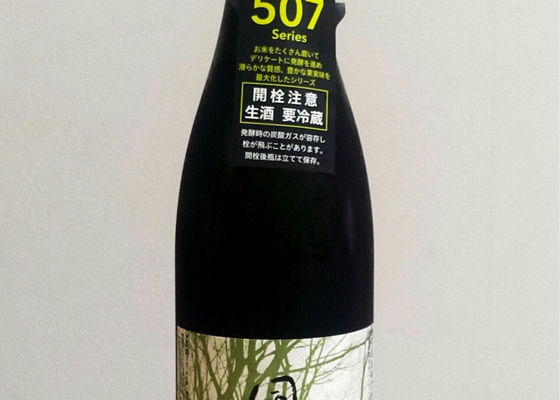 507
Series
お米をたくさん磨いて
デリケートに発酵を進め
滑らかな質感、豊かな果実味を
最大化したシリーズ
開栓注意
生酒 要冷蔵
発酵時の炭酸ガスが容存し
栓が飛ぶことがあります。
開栓後瓶は立てて保存。